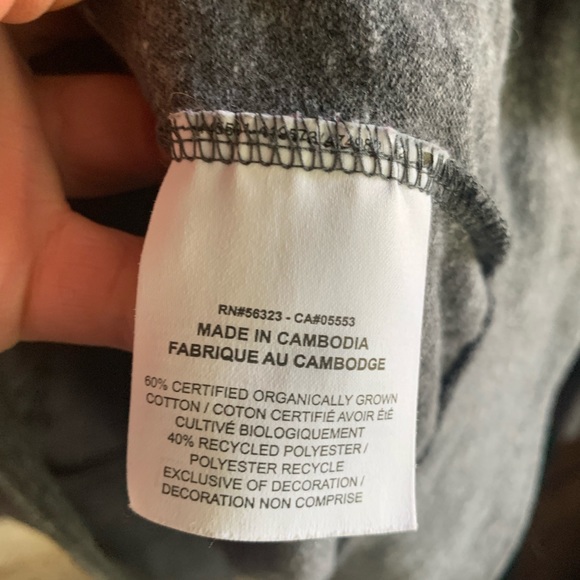 RN#56323 - CA#05553
MADE IN CAMBODIA
FABRIQUE AU CAMBODGE
60% CERTIFIED ORGANICALLY GROWN
COTTON / COTON CERTIFIÉ AVOIR ÉtÉ
CULTIVÉ BIOLOGIQUEMENT
40% RECYCLED POLYESTER /
POLYESTER RECYCLE
EXCLUSIVE OF DECORATION /
DECORATION NON COMPRISE